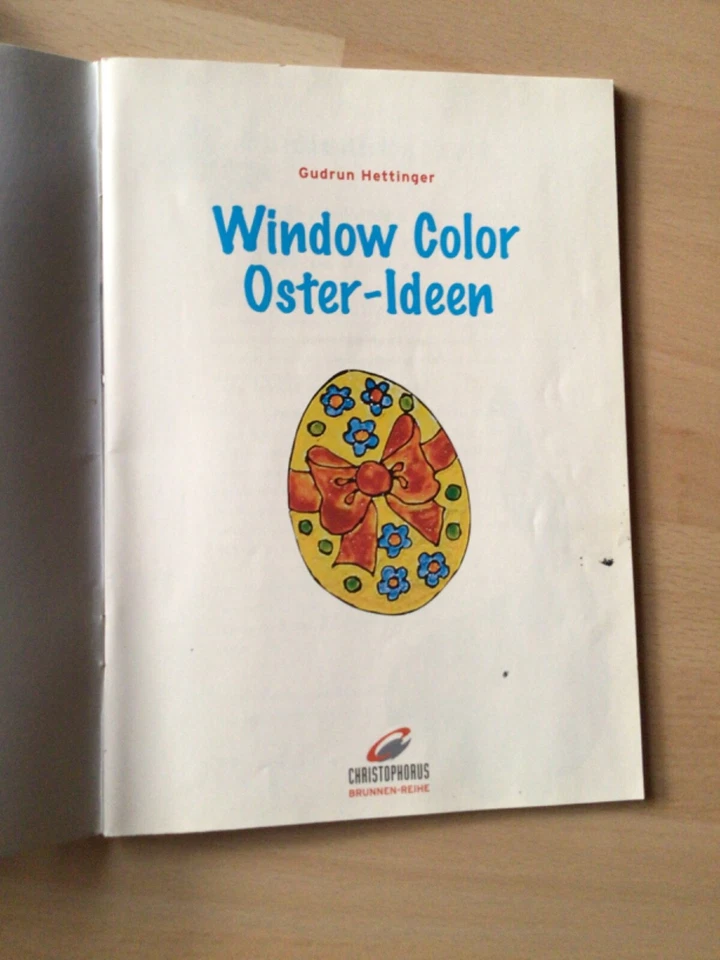 Gudrun Hettinger
Window Color
Oster-Ideen
CHRISTOPHORUS
BRUNNEN-REIHE